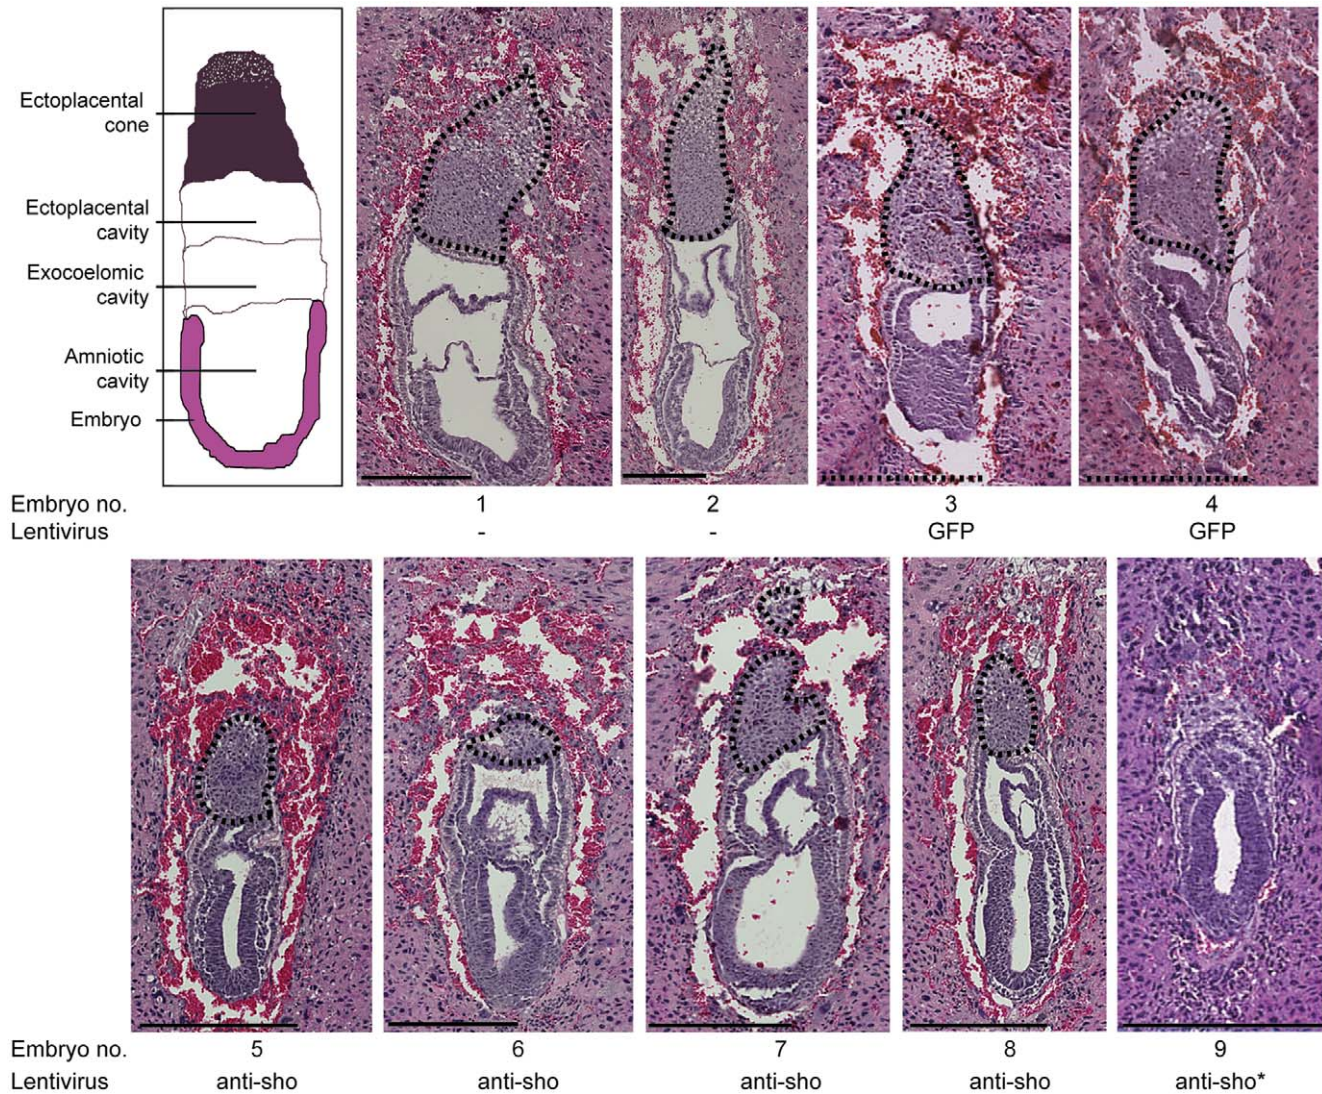 Ectoplacental
cone
Ectoplacental
cavity
Exocoelomic
cavity
Amniotic
cavity
Embryo
Embryo no. 1 2 3 4
Lentivirus - - GFP GFP
Embryo no. 5 6 7 8 9
Lentivirus anti-sho anti-sho anti-sho anti-sho anti-sho*